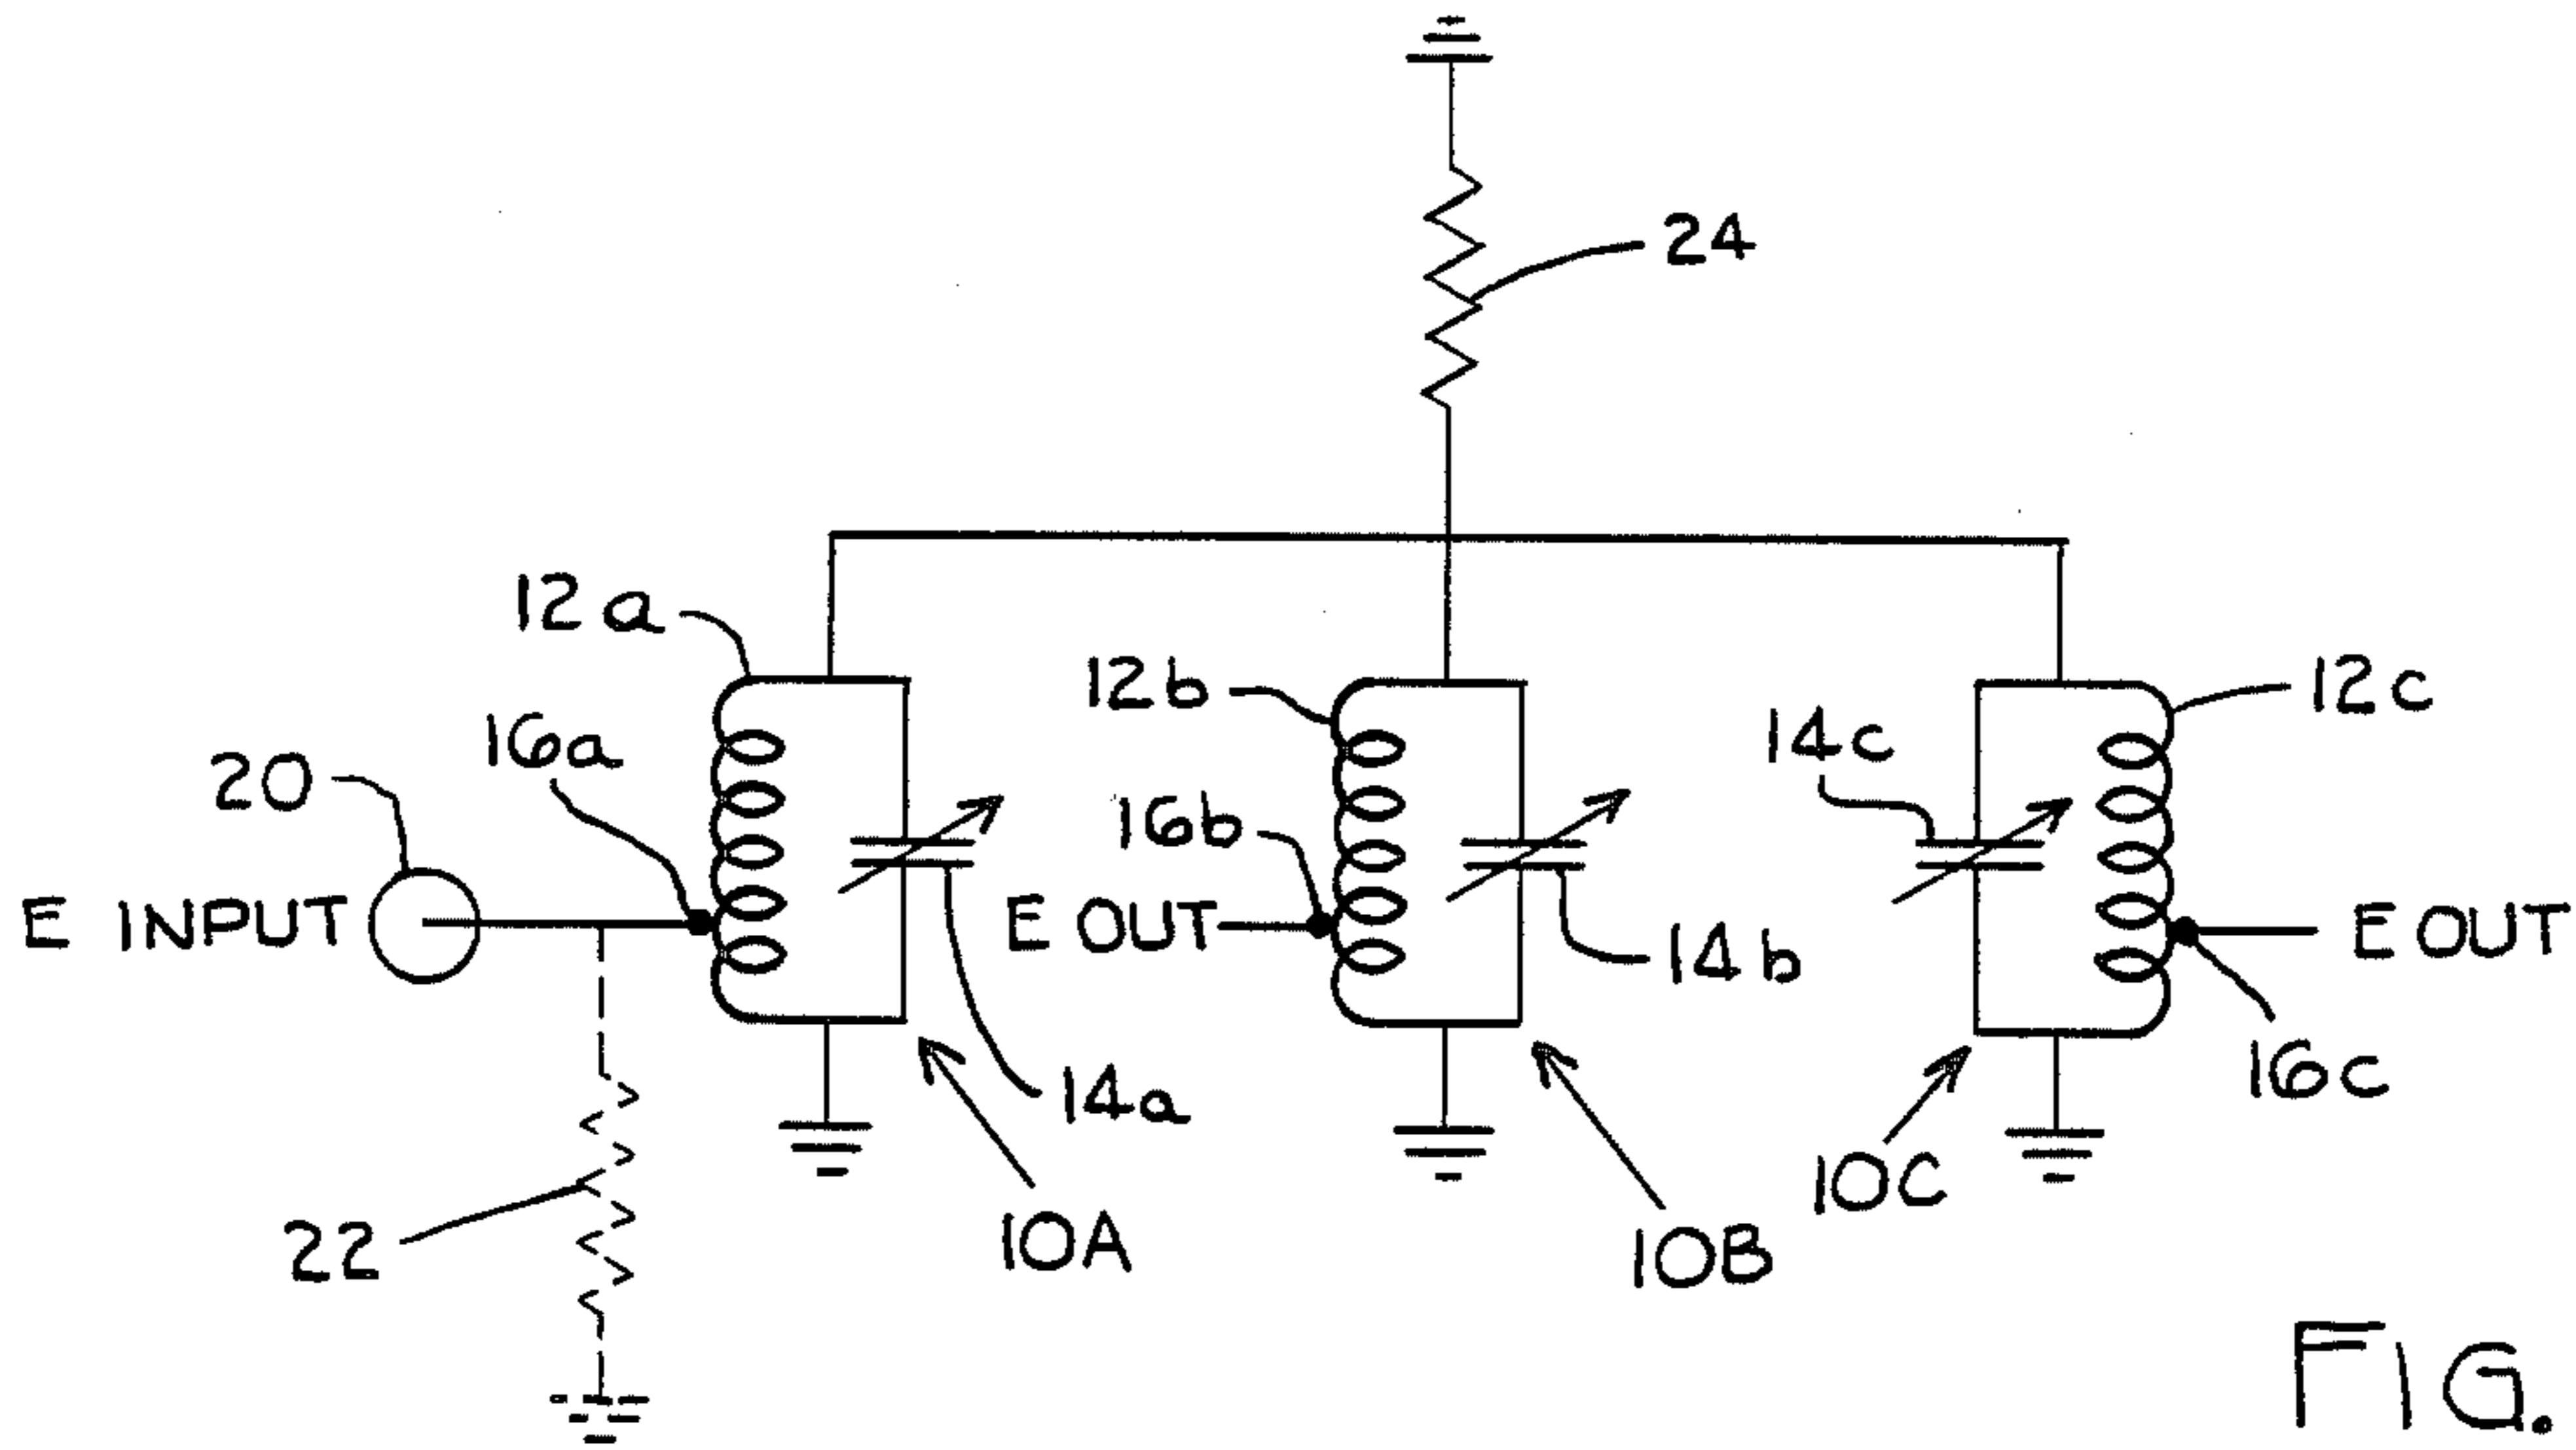 24
12a
12b
12c
16a
14c
20
16b
E INPUT
E OUT
E OUT
14b
16c
14a
10C
22
10A
10B
FIG.